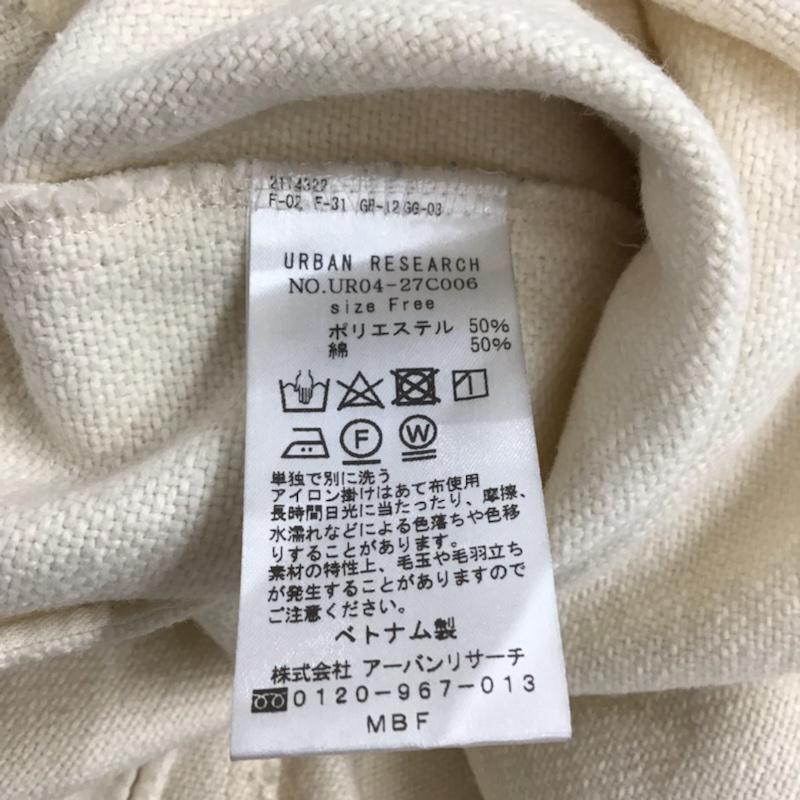 2114322
F-02 F-31 GF-12 GG-03
URBAN RESEARCH
NO.UR04-27C006
size Free
ポリエステル 50%
綿 50%
F W
単独で別に洗う
アイロン掛けはあて布使用
長時間日光に当たったり、摩擦、
水濡れなどによる色落ちや色移
りすることがあります。
素材の特性上、毛玉や毛羽立ち
が発生することがありますので
ご注意ください。
ベトナム製
株式会社 アーバンリサーチ
0120-967-013
MBF